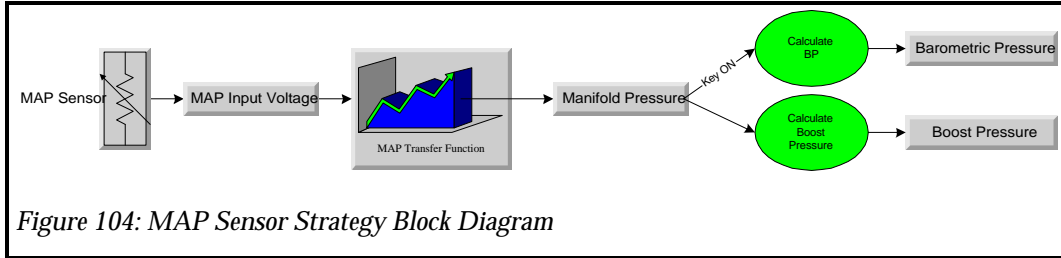 MAP Sensor
MAP Input Voltage
MAP Transfer Function
Manifold Pressure
Key ON
Calculate
BP
Barometric Pressure
Calculate
Boost
Pressure
Boost Pressure
Figure 104: MAP Sensor Strategy Block Diagram